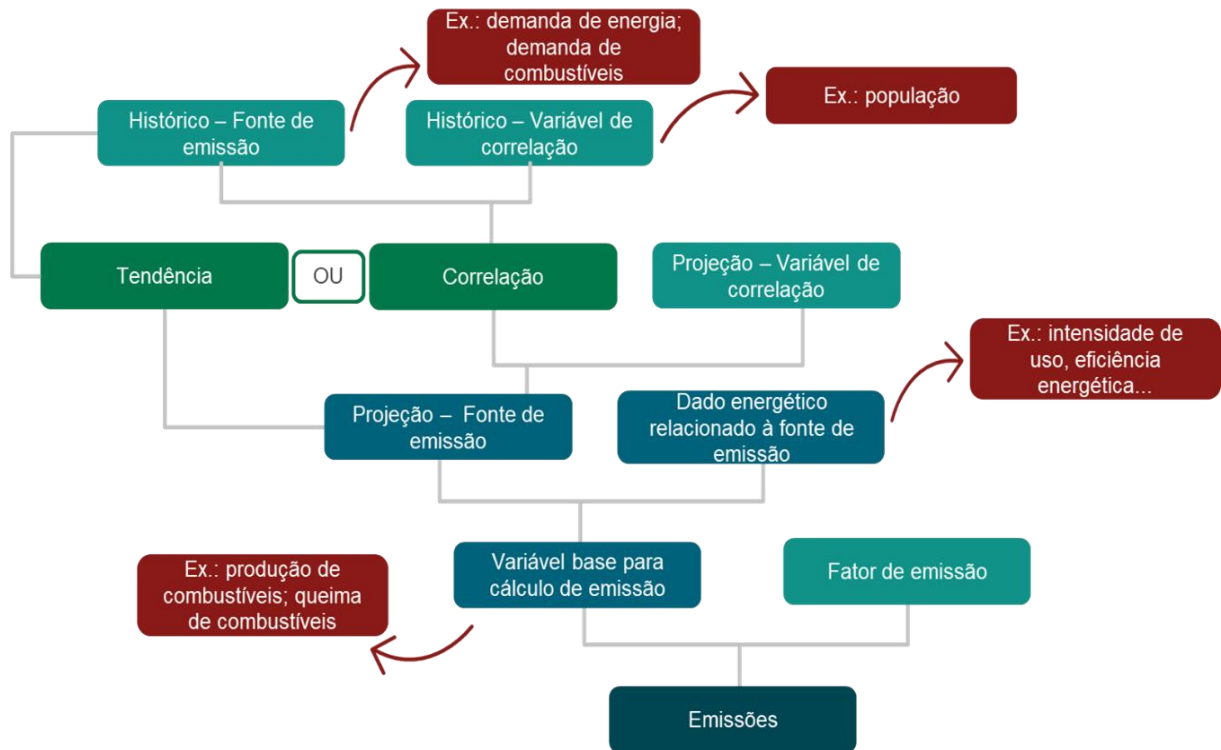 Ex.: demanda de energia;
demanda de
combustíveis
Ex.: população
Histórico – Fonte de
emissão
Histórico – Variável de
correlação
Tendência
OU
Correlação
Projeção – Variável de
correlação
Ex.: intensidade de
uso, eficiência
energética...
Projeção – Fonte de
emissão
Dado energético
relacionado à fonte de
emissão
Ex.: produção de
combustíveis; queima
de combustíveis
Variável base para
cálculo de emissão
Fator de emissão
Emissões